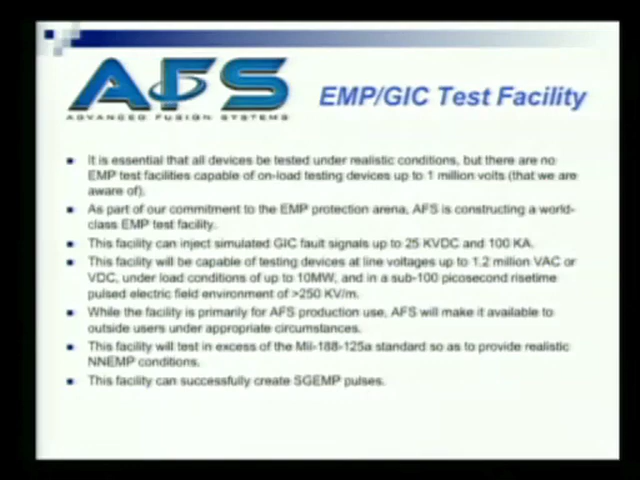 AFS
ADVANCED FUSION SYSTEMS
EMP/GIC Test Facility
It is essential that all devices be tested under realistic conditions, but there are no
EMP test facilities capable of on-load testing devices up to 1 million volts (that we are
aware of).
As part of our commitment to the EMP protection arena, AFS is constructing a world-
class EMP test facility.
This facility can inject simulated GIC fault signals up to 25 KVDC and 100 KA.
This facility will be capable of testing devices at line voltages up to 1.2 million VAC or
VDC, under load conditions of up to 10MW, and in a sub-100 picosecond risetime
pulsed electric field environment of >250 KV/m.
While the facility is primarily for AFS production use, AFS will make it available to
outside users under appropriate circumstances.
This facility will test in excess of the Mil-188-125a standard so as to provide realistic
NNEMP conditions.
This facility can successfully create SGEMP pulses.